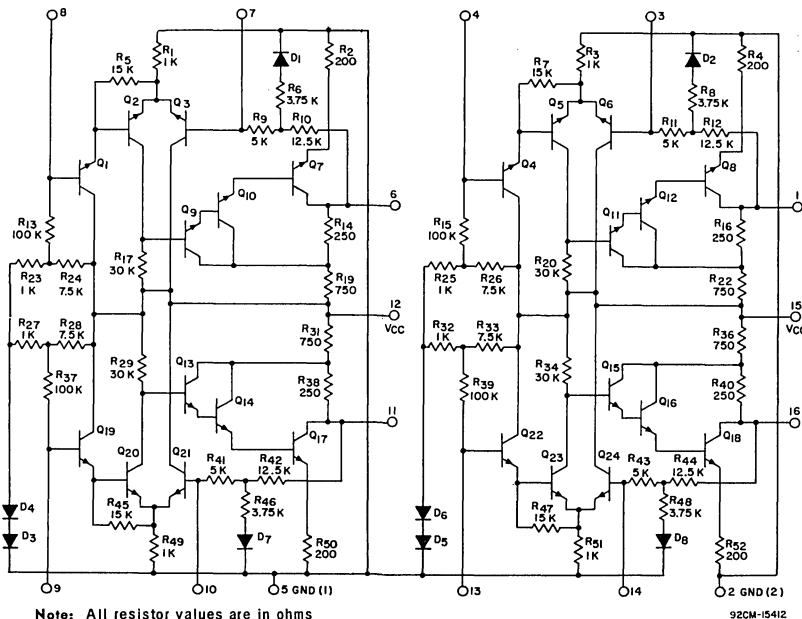 8
7
4
3
R1
1K
R5
15 K
R2
200
D1
R6
3.75 K
Q2
Q3
R9
5 K
R10
12.5 K
Q1
Q7
Q10
Q9
6
R13
100 K
R14
250
R17
30 K
R23
1 K
R24
7.5 K
R19
750
12
VCC
R27
1 K
R28
7.5 K
R31
750
R29
30 K
R37
100 K
Q13
Q14
R38
250
11
Q17
Q19
Q20
Q21
R41
5 K
R42
12.5 K
R45
15 K
R46
3.75 K
D4
D3
D7
R49
1 K
R50
200
9
10
5 GND (1)
R3
1K
R7
15 K
R4
200
D2
R8
3.75 K
Q5
Q6
R11
5 K
R12
12.5 K
Q4
Q8
Q12
Q11
1
R15
100 K
R16
250
R20
30 K
R25
1 K
R26
7.5 K
R22
750
15
VCC
R32
1 K
R33
7.5 K
R36
750
R34
30 K
R39
100 K
Q15
Q16
R40
250
16
Q18
Q22
Q23
Q24
R43
5 K
R44
12.5 K
R47
15 K
R48
3.75 K
D6
D5
D8
R51
1 K
R52
200
13
14
2 GND (2)
Note: All resistor values are in ohms
92CM-15412